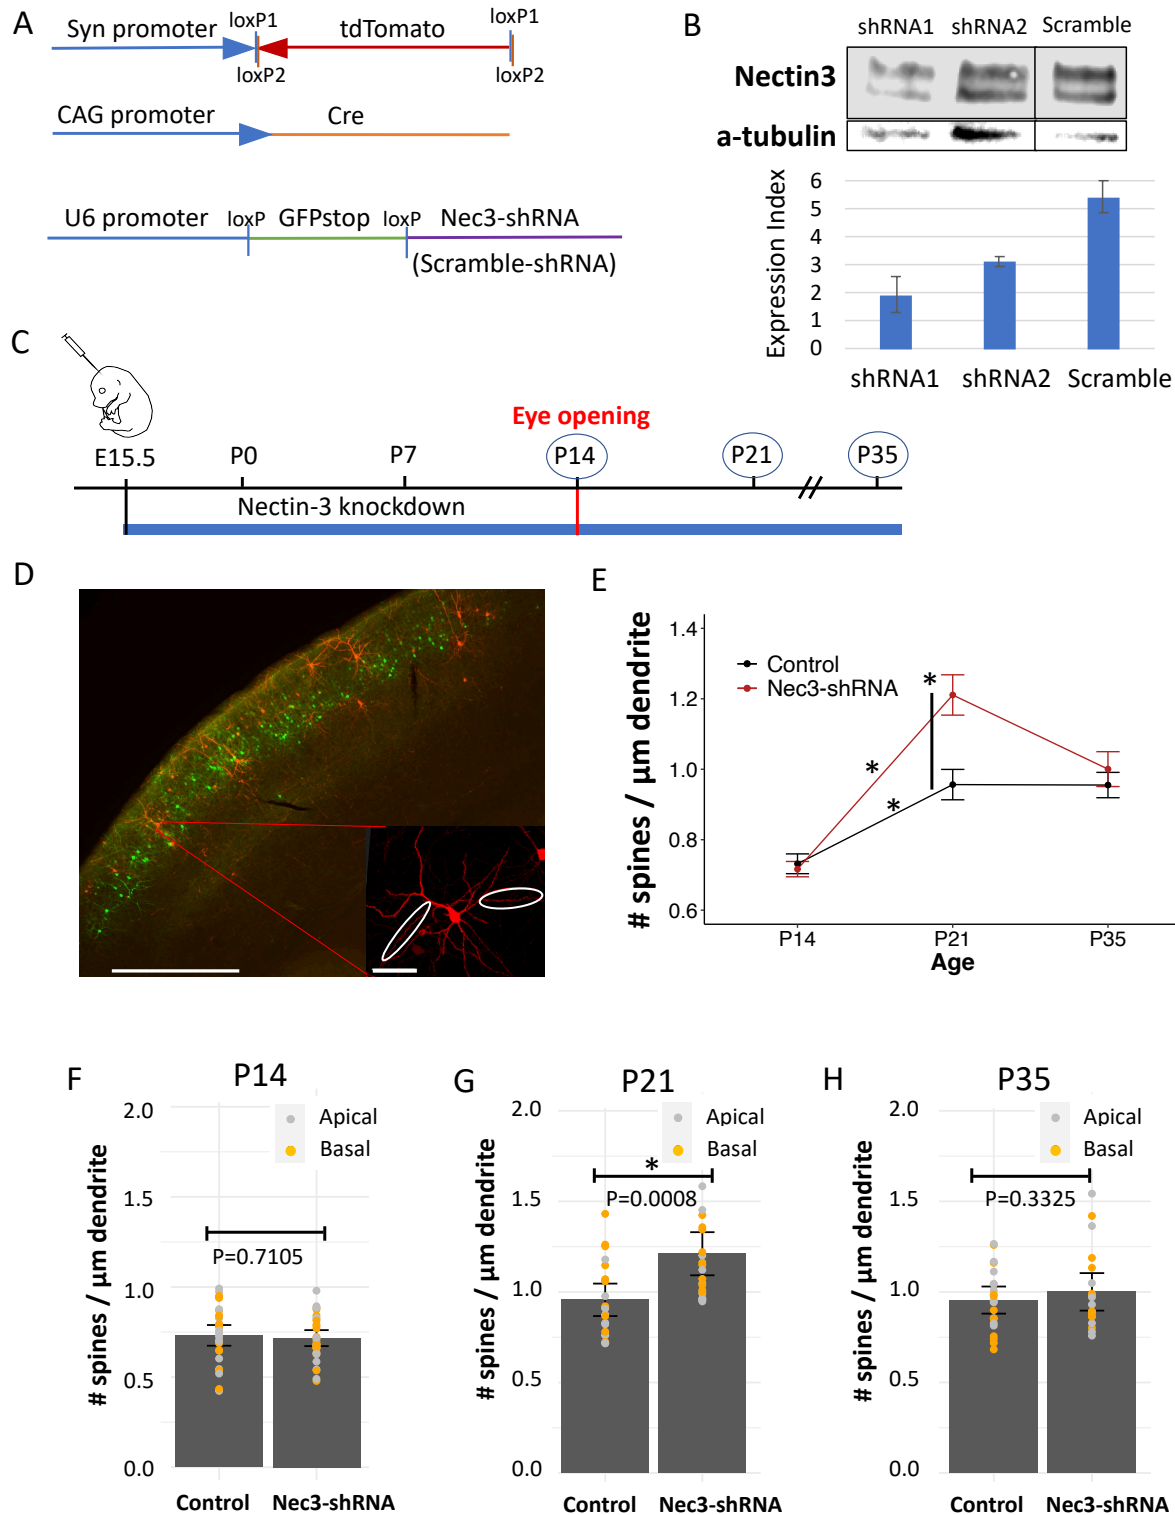 A
Syn promoter
loxP1
tdTomato
loxP1
loxP2
loxP2
CAG promoter
Cre
U6 promoter
loxP
GFPstop
loxP
Nec3-shRNA
(Scramble-shRNA)
B
shRNA1
shRNA2
Scramble
Nectin3
a-tubulin
Expression Index
6
5
4
3
2
1
0
shRNA1
shRNA2
Scramble
C
Eye opening
E15.5
P0
P7
P14
P21
P35
Nectin-3 knockdown
D
E
# spines / μm dendrite
1.4
1.2
1.0
0.8
0.6
Control
Nec3-shRNA
*
*
*
P14
P21
P35
Age
F
P14
# spines / μm dendrite
2.0
1.5
1.0
0.5
0.0
Apical
Basal
P=0.7105
Control
Nec3-shRNA
G
P21
# spines / μm dendrite
2.0
1.5
1.0
0.5
0.0
Apical
Basal
*
P=0.0008
Control
Nec3-shRNA
H
P35
# spines / μm dendrite
2.0
1.5
1.0
0.5
0.0
Apical
Basal
P=0.3325
Control
Nec3-shRNA